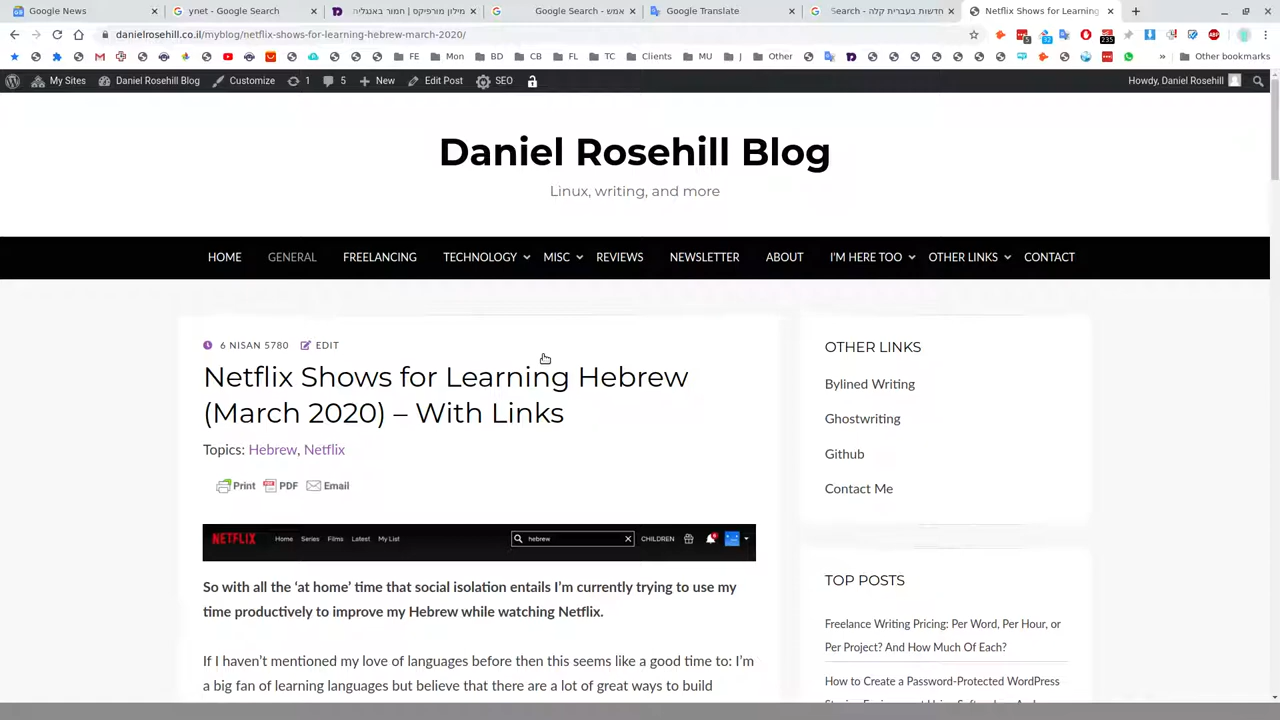 Google News
ynet - Google Search
מילון מורפיקס | חמור באנגלית
אמש - Google Search
Google Translate
חדשות בעברית קלה - Search
Netflix Shows for Learning
danielrosehill.co.il/myblog/netflix-shows-for-learning-hebrew-march-2020/
FE Mon BD CB FL TC Clients MU J Other » Other bookmarks
My Sites Daniel Rosehill Blog Customize 1 5 New Edit Post SEO Howdy, Daniel Rosehill
Daniel Rosehill Blog
Linux, writing, and more
HOME GENERAL FREELANCING TECHNOLOGY MISC REVIEWS NEWSLETTER ABOUT I'M HERE TOO OTHER LINKS CONTACT
6 NISAN 5780 EDIT
Netflix Shows for Learning Hebrew
(March 2020) – With Links
Topics: Hebrew, Netflix
Print PDF Email
NETFLIX Home Series Films Latest My List hebrew CHILDREN
So with all the ‘at home’ time that social isolation entails I’m currently trying to use my
time productively to improve my Hebrew while watching Netflix.
If I haven’t mentioned my love of languages before then this seems like a good time to: I’m
a big fan of learning languages but believe that there are a lot of great ways to build
OTHER LINKS
Bylined Writing
Ghostwriting
Github
Contact Me
TOP POSTS
Freelance Writing Pricing: Per Word, Per Hour, or
Per Project? And How Much Of Each?
How to Create a Password-Protected WordPress